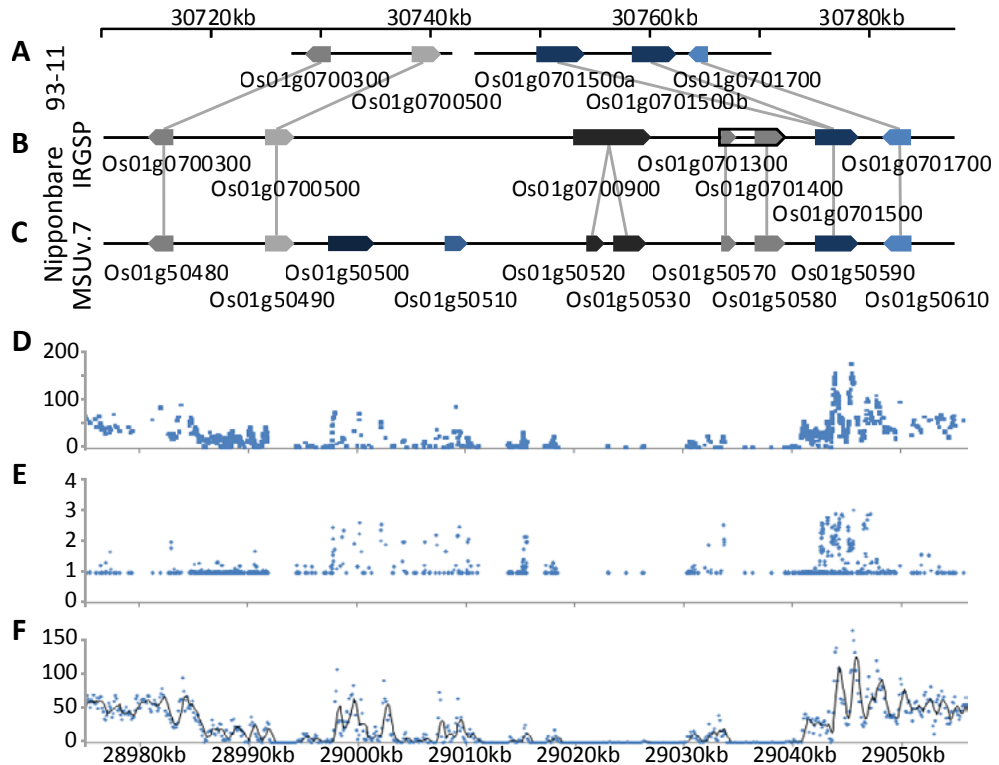 30720kb 30740kb 30760kb 30780kb
A
93-11
Os01g0700300 Os01g0701500a Os01g0701700
Os01g0700500 Os01g0701500b
B
Nipponbare
IRGSP
Os01g0700300 Os01g0701300 Os01g0701700
Os01g0700500 Os01g0700900 Os01g0701400
Os01g0701500
C
MSUv.7
Os01g50480 Os01g50500 Os01g50520 Os01g50570 Os01g50590
Os01g50490 Os01g50510 Os01g50530 Os01g50580 Os01g50610
D
200
100
0
E
4
3
2
1
0
F
150
100
50
0
28980kb 28990kb 29000kb 29010kb 29020kb 29030kb 29040kb 29050kb